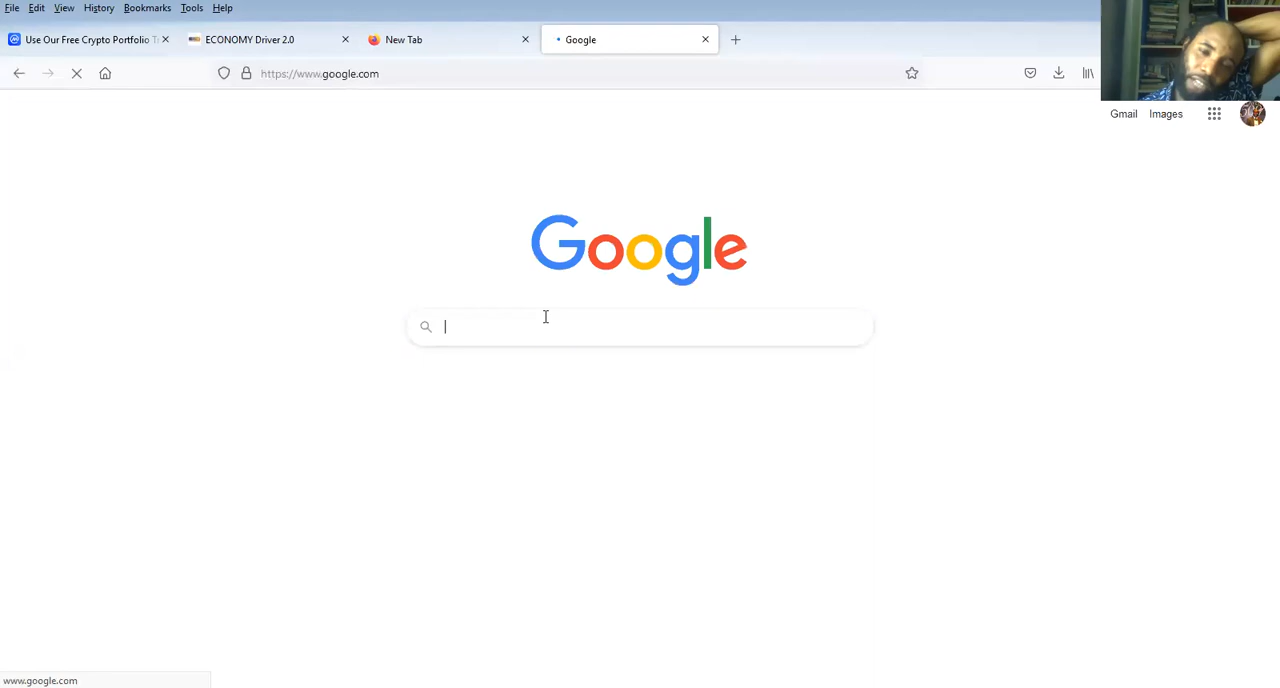 File Edit View History Bookmarks Tools Help
Use Our Free Crypto Portfolio Tr ECONOMY Driver 2.0 New Tab Google
https://www.google.com
Gmail Images
Google
www.google.com